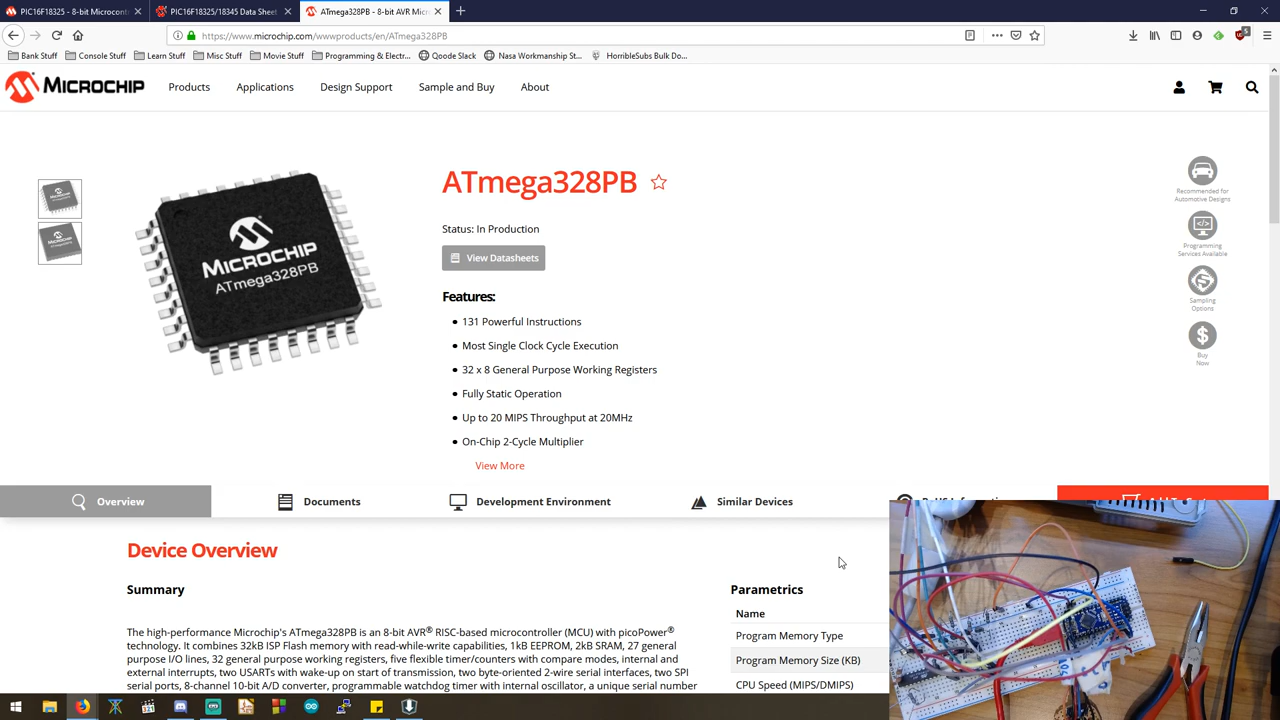 PIC16F18325 - 8-bit Microcont
PIC16F18325/18345 Data Sheet
ATmega328PB - 8-bit AVR Micr
https://www.microchip.com/wwwproducts/en/ATmega328PB
Bank Stuff
Console Stuff
Learn Stuff
Misc Stuff
Movie Stuff
Programming & Electr...
Qode Slack
Nasa Workmanship St...
HorribleSubs Bulk Do...
MICROCHIP
Products
Applications
Design Support
Sample and Buy
About
MICROCHIP
ATmega328PB
ATmega328PB
Status: In Production
View Datasheets
Features:
131 Powerful Instructions
Most Single Clock Cycle Execution
32 x 8 General Purpose Working Registers
Fully Static Operation
Up to 20 MIPS Throughput at 20MHz
On-Chip 2-Cycle Multiplier
View More
Recommended for
Automotive Designs
Programming
Services Available
Sampling
Options
Buy
Now
Overview
Documents
Development Environment
Similar Devices
Device Overview
Summary
The high-performance Microchip's ATmega328PB is an 8-bit AVR® RISC-based microcontroller (MCU) with picoPower®
technology. It combines 32kB ISP Flash memory with read-while-write capabilities, 1kB EEPROM, 2kB SRAM, 27 general
purpose I/O lines, 32 general purpose working registers, five flexible timer/counters with compare modes, internal and
external interrupts, two USARTs with wake-up on start of transmission, two byte-oriented 2-wire serial interfaces, two SPI
serial ports, 8-channel 10-bit A/D converter, programmable watchdog timer with internal oscillator, a unique serial number
Parametrics
Name
Program Memory Type
Program Memory Size (KB)
CPU Speed (MIPS/DMIPS)